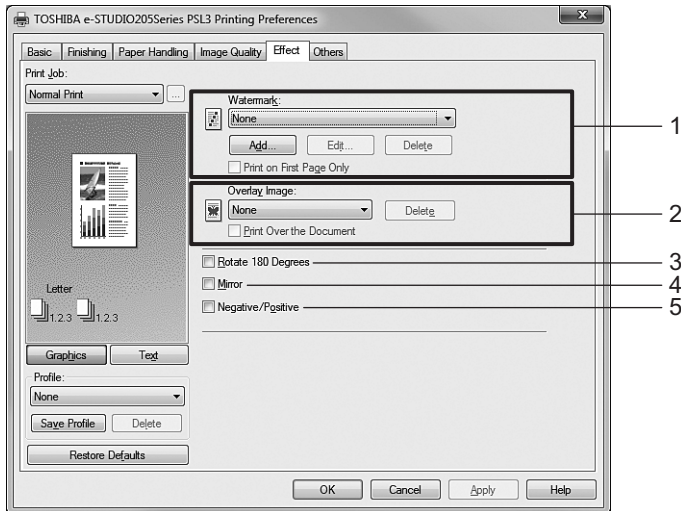 TOSHIBA e-STUDIO205Series PSL3 Printing Preferences
Basic Finishing Paper Handling Image Quality Effect Others
Print Job:
Normal Print ...
Watermark:
None
1
Add... Edit... Delete
Print on First Page Only
Overlay Image:
None Delete
2
Print Over the Document
Rotate 180 Degrees 3
Mirror 4
Negative/Positive 5
Letter
1.2.3 1.2.3
Graphics Text
Profile:
None
Save Profile Delete
Restore Defaults
OK Cancel Apply Help